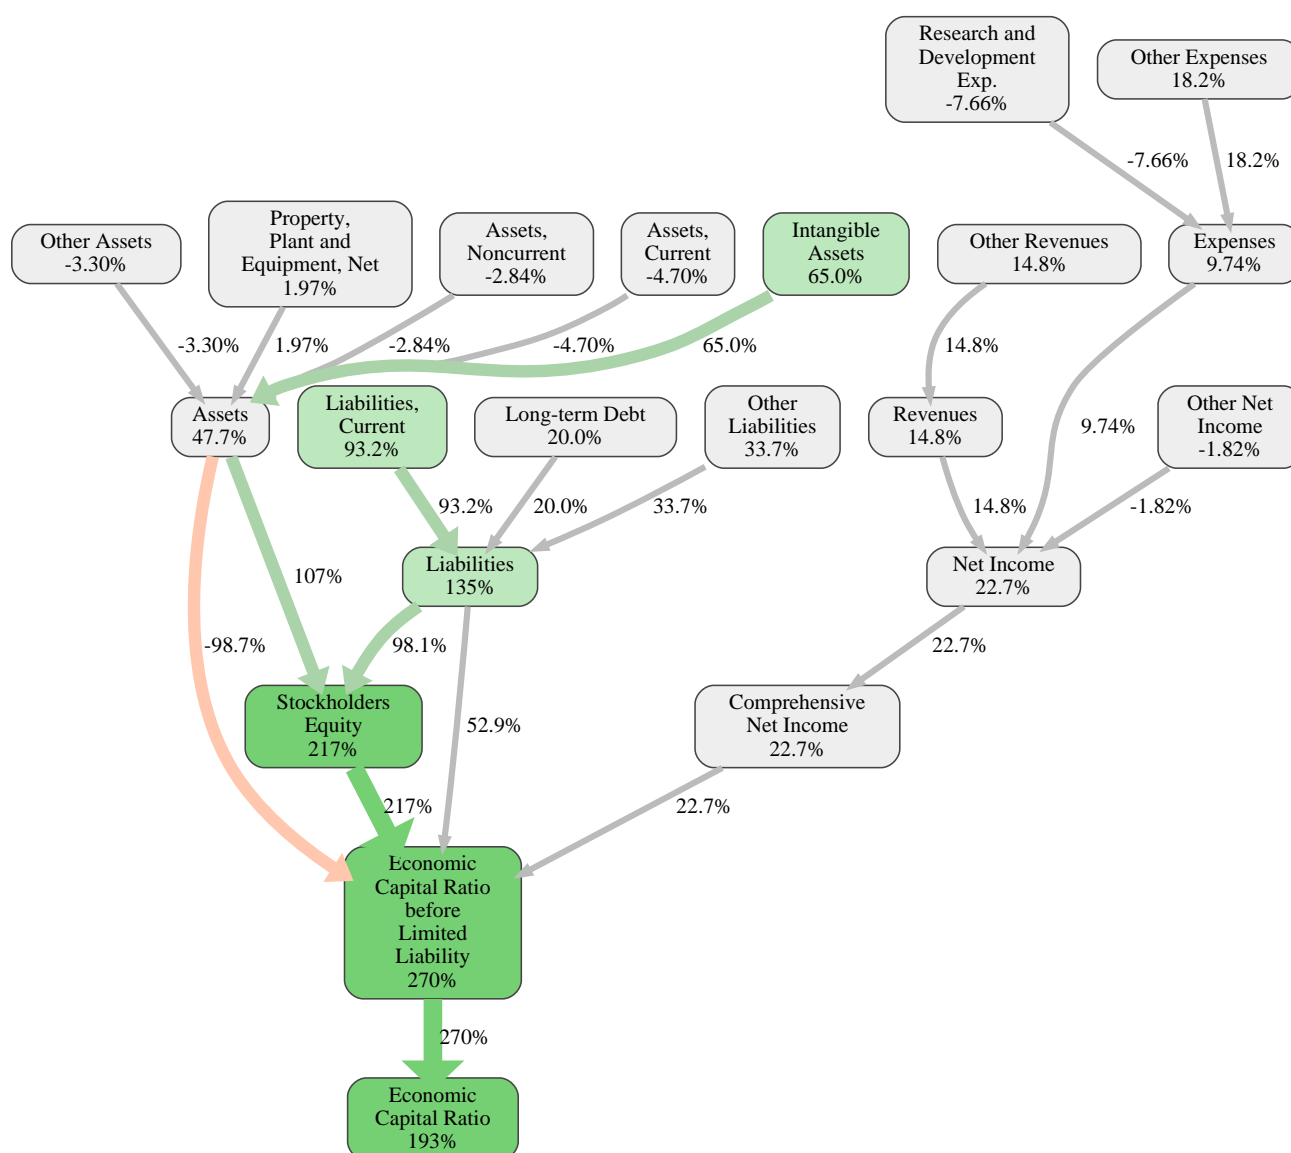 Research and
Development
Exp.
-7.66%
Other Expenses
18.2%
-7.66%
18.2%
Other Assets
-3.30%
Property,
Plant and
Equipment, Net
1.97%
Assets,
Noncurrent
-2.84%
Assets,
Current
-4.70%
Intangible
Assets
65.0%
Other Revenues
14.8%
Expenses
9.74%
-3.30%
1.97%
-2.84%
-4.70%
65.0%
14.8%
9.74%
Assets
47.7%
Liabilities,
Current
93.2%
Long-term Debt
20.0%
Other
Liabilities
33.7%
Revenues
14.8%
Other Net
Income
-1.82%
93.2%
20.0%
33.7%
14.8%
-1.82%
107%
Liabilities
135%
Net Income
22.7%
-98.7%
98.1%
22.7%
Stockholders
Equity
217%
52.9%
Comprehensive
Net Income
22.7%
217%
22.7%
Economic
Capital Ratio
before
Limited
Liability
270%
270%
Economic
Capital Ratio
193%